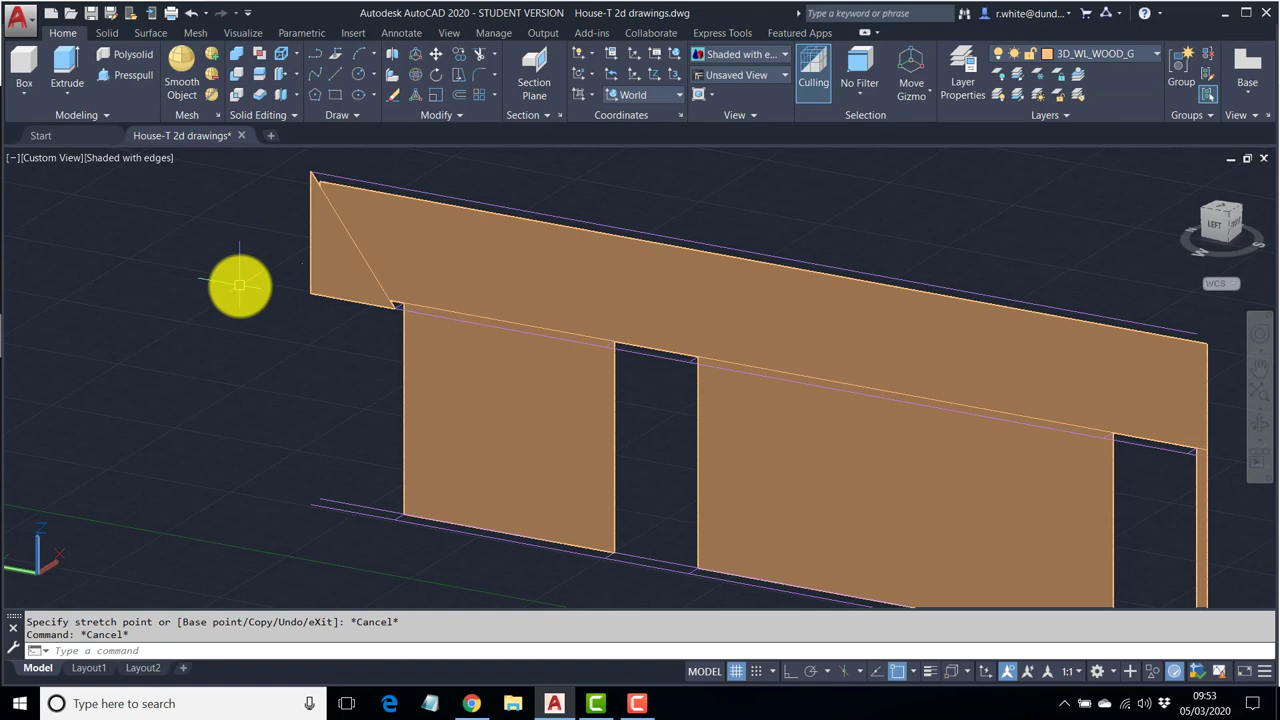 Autodesk AutoCAD 2020 - STUDENT VERSION House-T 2d drawings.dwg
Type a keyword or phrase
r.white@dund...
Home Solid Surface Mesh Visualize Parametric Insert Annotate View Manage Output Add-ins Collaborate Express Tools Featured Apps
Box
Extrude
Polysolid
Presspull
Smooth
Object
Section
Plane
World
Shaded with e...
Unsaved View
Culling
No Filter
Move
Gizmo
Layer
Properties
3D_WL_WOOD_G
Group
Base
Modeling Mesh Solid Editing Draw Modify Section Coordinates View Selection Layers Groups View
Start House-T 2d drawings*
[−][Custom View][Shaded with edges]
LEFT
W
S
WCS
Z
X
Specify stretch point or [Base point/Copy/Undo/eXit]: *Cancel*
Command: *Cancel*
Type a command
Model Layout1 Layout2
MODEL
1:1
Type here to search
09:53
05/03/2020